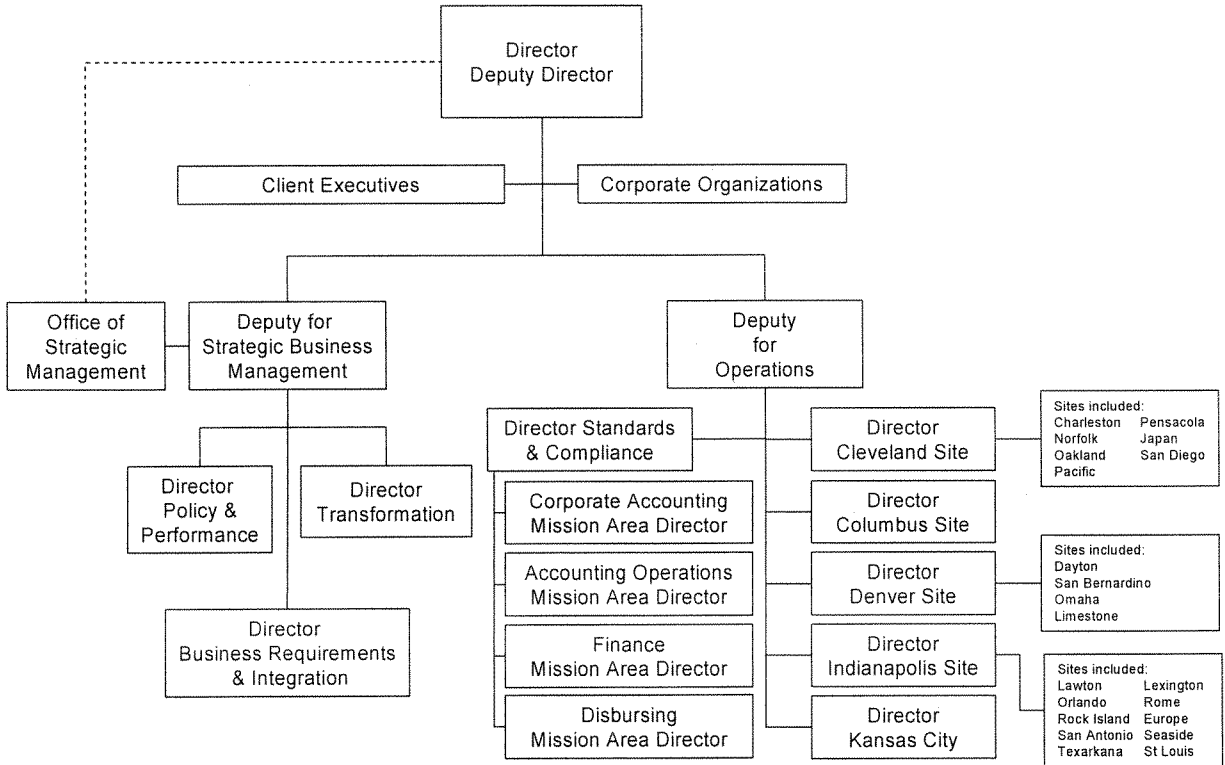 Director
Deputy Director
Client Executives
Corporate Organizations
Office of
Strategic
Management
Deputy for
Strategic Business
Management
Deputy
for
Operations
Director
Policy &
Performance
Director
Transformation
Director
Business Requirements
& Integration
Director Standards
& Compliance
Corporate Accounting
Mission Area Director
Accounting Operations
Mission Area Director
Finance
Mission Area Director
Disbursing
Mission Area Director
Director
Cleveland Site
Director
Columbus Site
Director
Denver Site
Director
Indianapolis Site
Director
Kansas City
Sites included:
Charleston Pensacola
Norfolk Japan
Oakland San Diego
Pacific
Sites included:
Dayton
San Bernardino
Omaha
Limestone
Sites included:
Lawton Lexington
Orlando Rome
Rock Island Europe
San Antonio Seaside
Texarkana St Louis